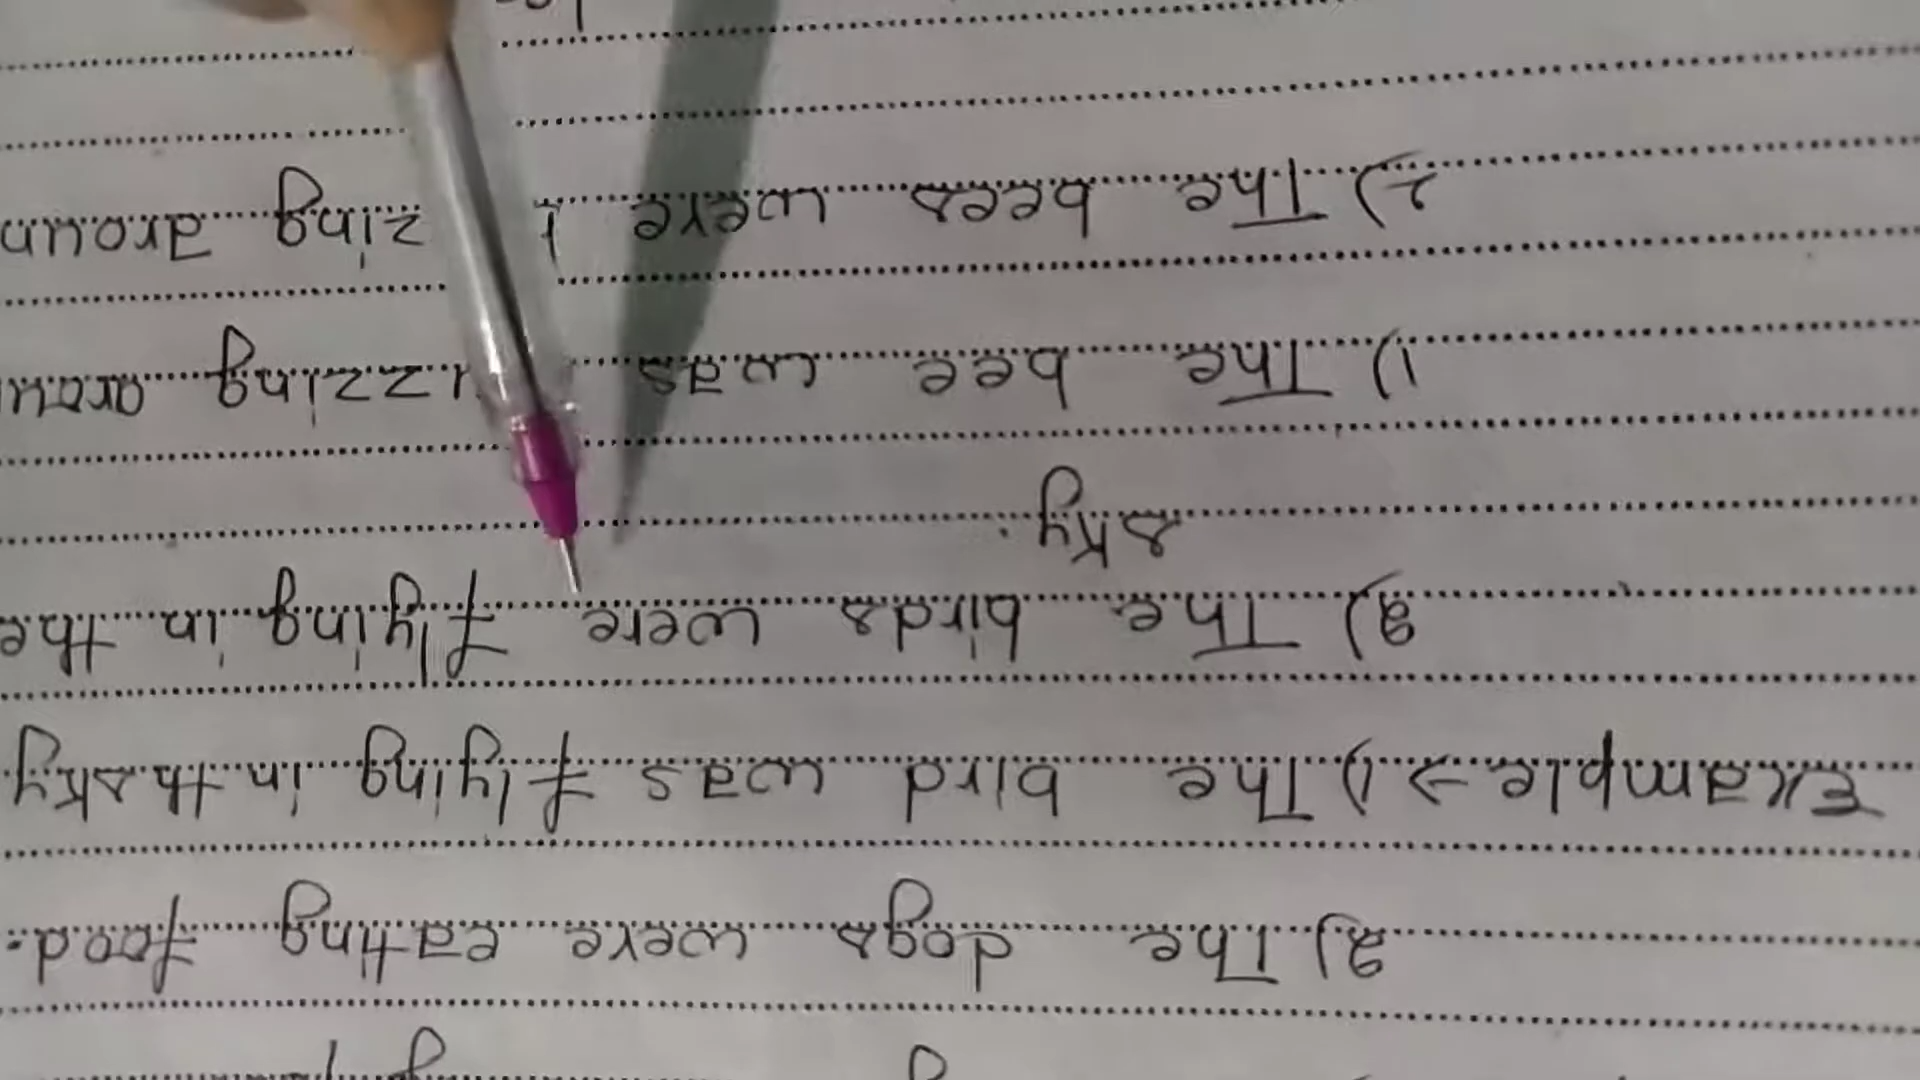 2) The dogs were eating food.
Example → 1) The bird was flying in th sky
2) The birds were flying in the
sky.
1) The bee was
2) The bees were